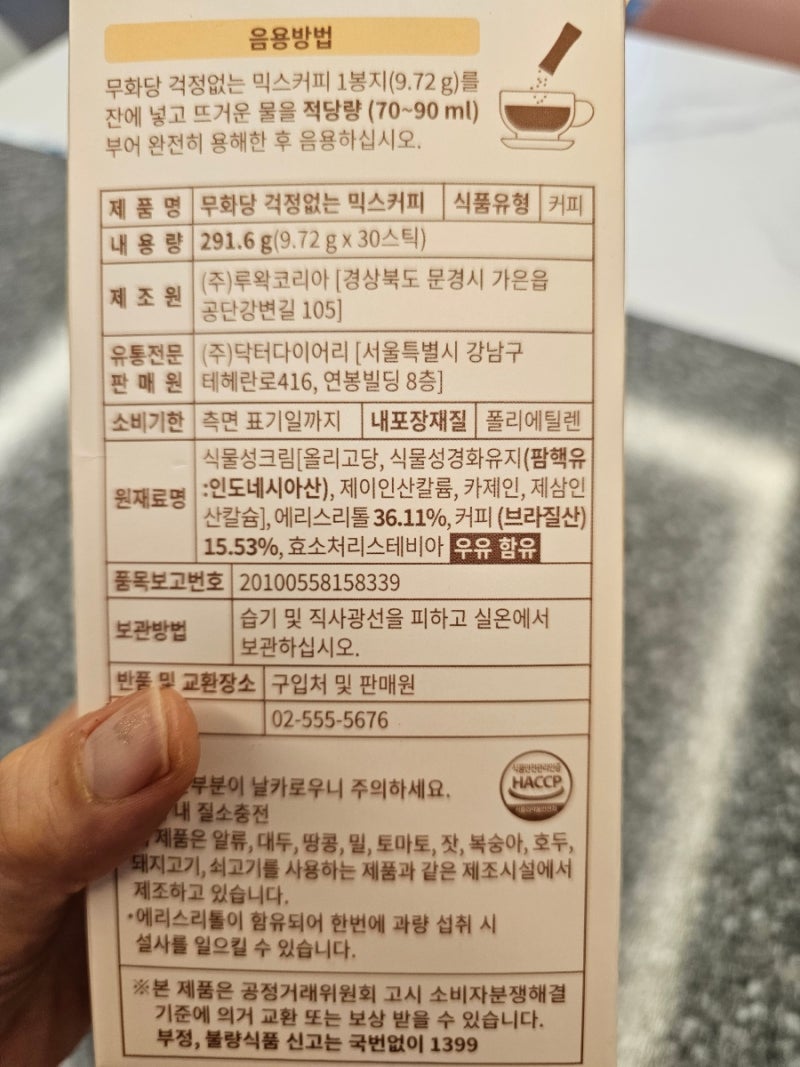 음용방법
무화당 걱정없는 믹스커피 1봉지(9.72 g)를
잔에 넣고 뜨거운 물을 적당량 (70~90 ml)
부어 완전히 용해한 후 음용하십시오.
제 품 명 무화당 걱정없는 믹스커피 식품유형 커피
내 용 량 291.6 g(9.72 g x 30스틱)
제 조 원 (주)루왁코리아 [경상북도 문경시 가은읍
공단강변길 105]
유통전문 (주)닥터다이어리 [서울특별시 강남구
판 매 원 테헤란로416, 연봉빌딩 8층]
소비기한 측면 표기일까지 내포장재질 폴리에틸렌
식물성크림[올리고당, 식물성경화유지(팜핵유
:인도네시아산), 제이인산칼륨, 카제인, 제삼인
원재료명
산칼슘], 에리스리톨 36.11%, 커피 (브라질산)
15.53%, 효소처리스테비아 우유 함유
품목보고번호 20100558158339
보관방법 습기 및 직사광선을 피하고 실온에서
보관하십시오.
반품 및 교환장소 구입처 및 판매원
02-555-5676
부분이 날카로우니 주의하세요.
내 질소충전
식품안전관리인증
HACCP
식품의약품안전처
제품은 알류, 대두, 땅콩, 밀, 토마토, 잣, 복숭아, 호두,
돼지고기, 쇠고기를 사용하는 제품과 같은 제조시설에서
제조하고 있습니다.
•에리스리톨이 함유되어 한번에 과량 섭취 시
설사를 일으킬 수 있습니다.
※본 제품은 공정거래위원회 고시 소비자분쟁해결
기준에 의거 교환 또는 보상 받을 수 있습니다.
부정, 불량식품 신고는 국번없이 1399